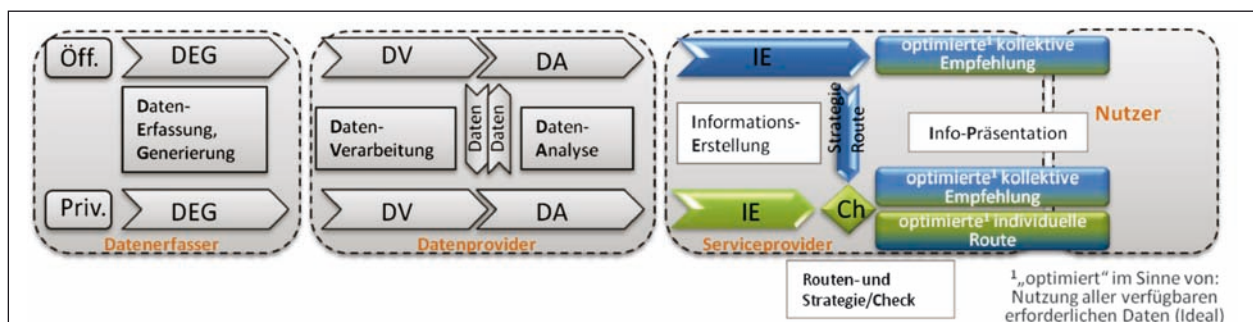 Öff.
DEG
DV
DA
IE
optimierte¹ kollektive
Empfehlung
Daten-
Erfassung,
Generierung
Daten-
Verarbeitung
Daten
Daten
Daten-
Analyse
Informations-
Erstellung
Strategie
Route
Info-Präsentation
Nutzer
Priv.
DEG
DV
DA
IE
Ch
optimierte¹ kollektive
Empfehlung
optimierte¹ individuelle
Route
Datenerfasser
Datenprovider
Serviceprovider
Routen-und
Strategie/Check
¹„optimiert“ im Sinne von:
Nutzung aller verfügbaren
erforderlichen Daten (Ideal)